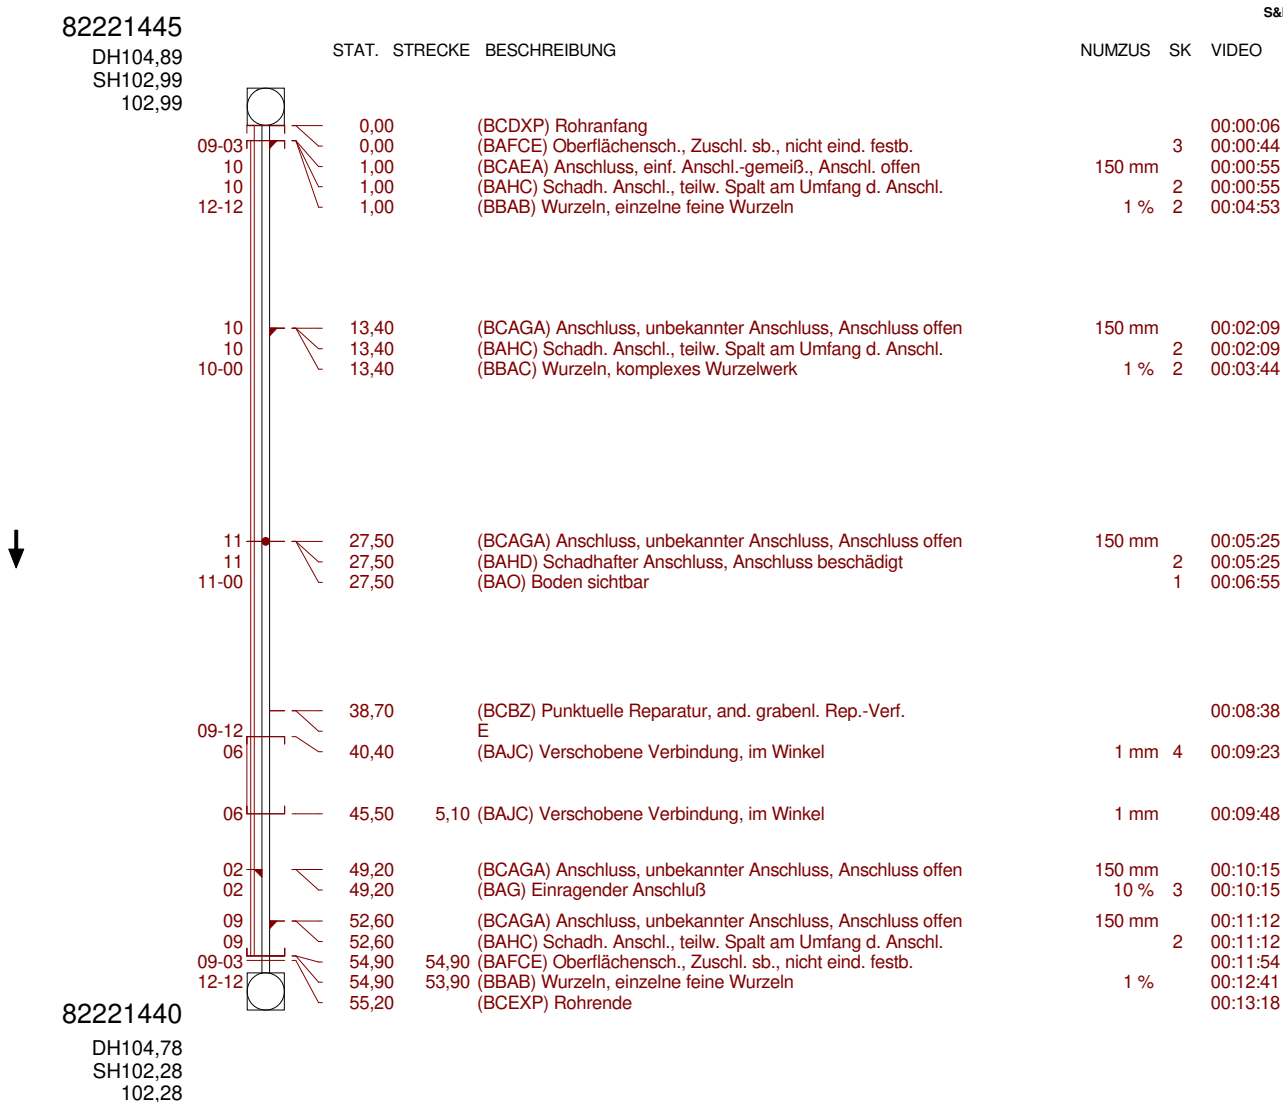 S&
82221445
DH104,89
SH102,99
102,99
STAT. STRECKE BESCHREIBUNG NUMZUS SK VIDEO
0,00 (BCDXP) Rohranfang 00:00:06
09-03 0,00 (BAFCE) Oberflächensch., Zuschl. sb., nicht eind. festb. 3 00:00:44
10 1,00 (BCAEA) Anschluss, einf. Anschl.-gemeiß., Anschl. offen 150 mm 00:00:55
10 1,00 (BAHC) Schadh. Anschl., teilw. Spalt am Umfang d. Anschl. 2 00:00:55
12-12 1,00 (BBAB) Wurzeln, einzelne feine Wurzeln 1 % 2 00:04:53
10 13,40 (BCAGA) Anschluss, unbekannter Anschluss, Anschluss offen 150 mm 00:02:09
10 13,40 (BAHC) Schadh. Anschl., teilw. Spalt am Umfang d. Anschl. 2 00:02:09
10-00 13,40 (BBAC) Wurzeln, komplexes Wurzelwerk 1 % 2 00:03:44
11 27,50 (BCAGA) Anschluss, unbekannter Anschluss, Anschluss offen 150 mm 00:05:25
11 27,50 (BAHD) Schadhafter Anschluss, Anschluss beschädigt 2 00:05:25
11-00 27,50 (BAO) Boden sichtbar 1 00:06:55
38,70 (BCBZ) Punktuelle Reparatur, and. grabenl. Rep.-Verf. 00:08:38
09-12 E
06 40,40 (BAJC) Verschobene Verbindung, im Winkel 1 mm 4 00:09:23
06 45,50 5,10 (BAJC) Verschobene Verbindung, im Winkel 1 mm 00:09:48
02 49,20 (BCAGA) Anschluss, unbekannter Anschluss, Anschluss offen 150 mm 00:10:15
02 49,20 (BAG) Einragender Anschluß 10 % 3 00:10:15
09 52,60 (BCAGA) Anschluss, unbekannter Anschluss, Anschluss offen 150 mm 00:11:12
09 52,60 (BAHC) Schadh. Anschl., teilw. Spalt am Umfang d. Anschl. 2 00:11:12
09-03 54,90 54,90 (BAFCE) Oberflächensch., Zuschl. sb., nicht eind. festb. 00:11:54
12-12 54,90 53,90 (BBAB) Wurzeln, einzelne feine Wurzeln 1 % 00:12:41
55,20 (BCEXP) Rohrende 00:13:18
82221440
DH104,78
SH102,28
102,28